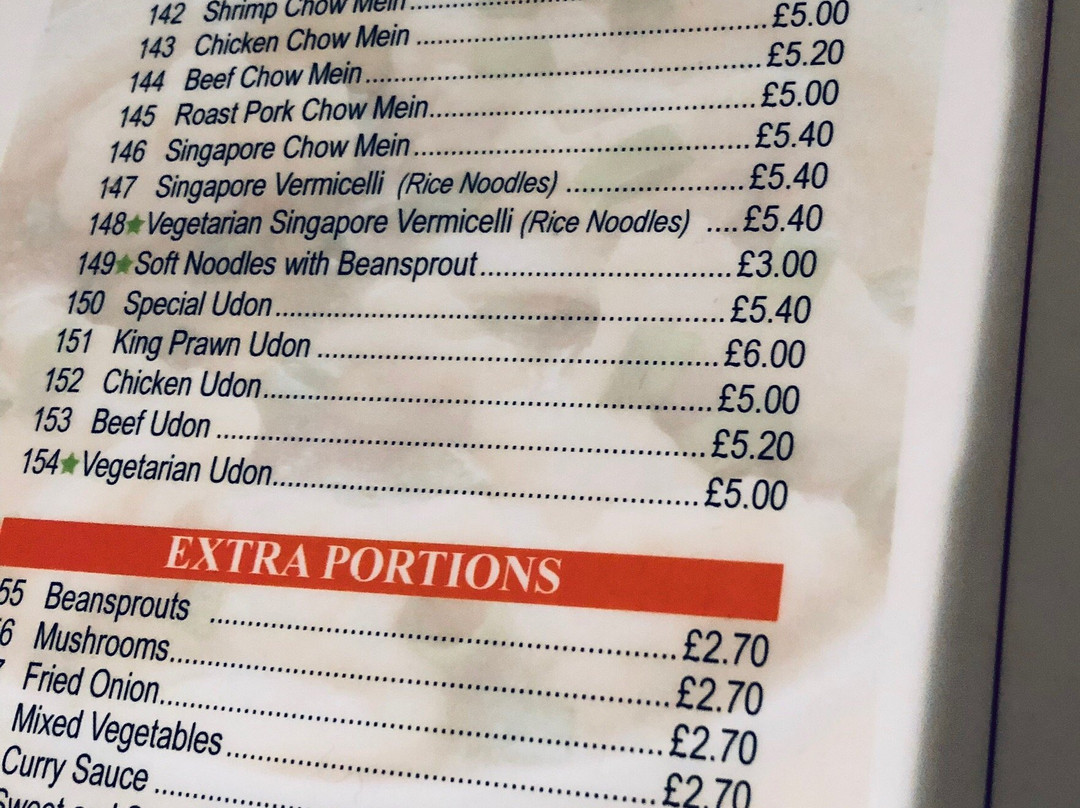 142 Shrimp Chow Mein
143 Chicken Chow Mein ........ £5.00
144 Beef Chow Mein ........ £5.20
145 Roast Pork Chow Mein ........ £5.00
146 Singapore Chow Mein ........ £5.40
147 Singapore Vermicelli (Rice Noodles) ........ £5.40
148★Vegetarian Singapore Vermicelli (Rice Noodles) .... £5.40
149★Soft Noodles with Beansprout ........ £3.00
150 Special Udon ........ £5.40
151 King Prawn Udon ........ £6.00
152 Chicken Udon ........ £5.00
153 Beef Udon ........ £5.20
154★Vegetarian Udon ........ £5.00
EXTRA PORTIONS
55 Beansprouts ........ £2.70
6 Mushrooms ........ £2.70
Fried Onion ........ £2.70
Mixed Vegetables ........ £2.70
Curry Sauce